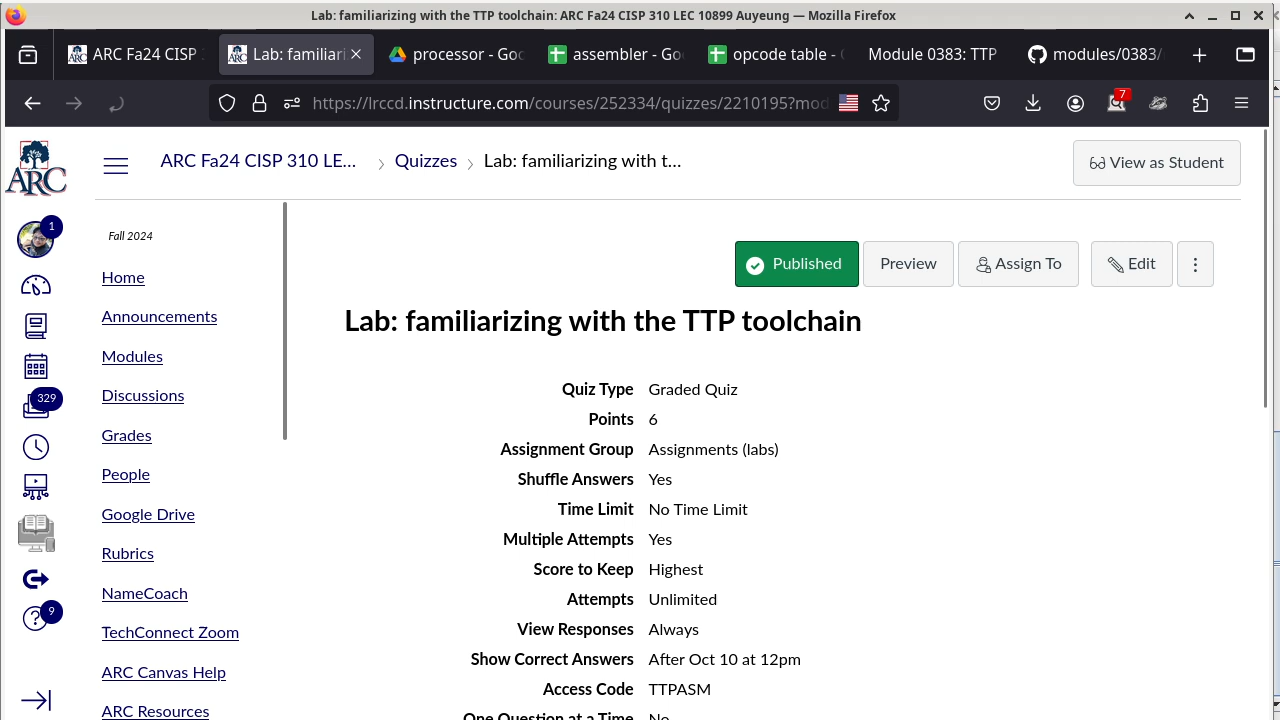 Lab: familiarizing with the TTP toolchain: ARC Fa24 CISP 310 LEC 10899 Auyeung — Mozilla Firefox
ARC Fa24 CISP
Lab: familiari
processor - Goo
assembler - Go
opcode table -
Module 0383: TTP
modules/0383/
https://lrccd.instructure.com/courses/252334/quizzes/2210195?mod
7
ARC
ARC Fa24 CISP 310 LE...
Quizzes
Lab: familiarizing with t...
View as Student
1
329
9
Fall 2024
Home
Announcements
Modules
Discussions
Grades
People
Google Drive
Rubrics
NameCoach
TechConnect Zoom
ARC Canvas Help
ARC Resources
Published
Preview
Assign To
Edit
Lab: familiarizing with the TTP toolchain
Quiz Type Graded Quiz
Points 6
Assignment Group Assignments (labs)
Shuffle Answers Yes
Time Limit No Time Limit
Multiple Attempts Yes
Score to Keep Highest
Attempts Unlimited
View Responses Always
Show Correct Answers After Oct 10 at 12pm
Access Code TTPASM
One Question at a Time No